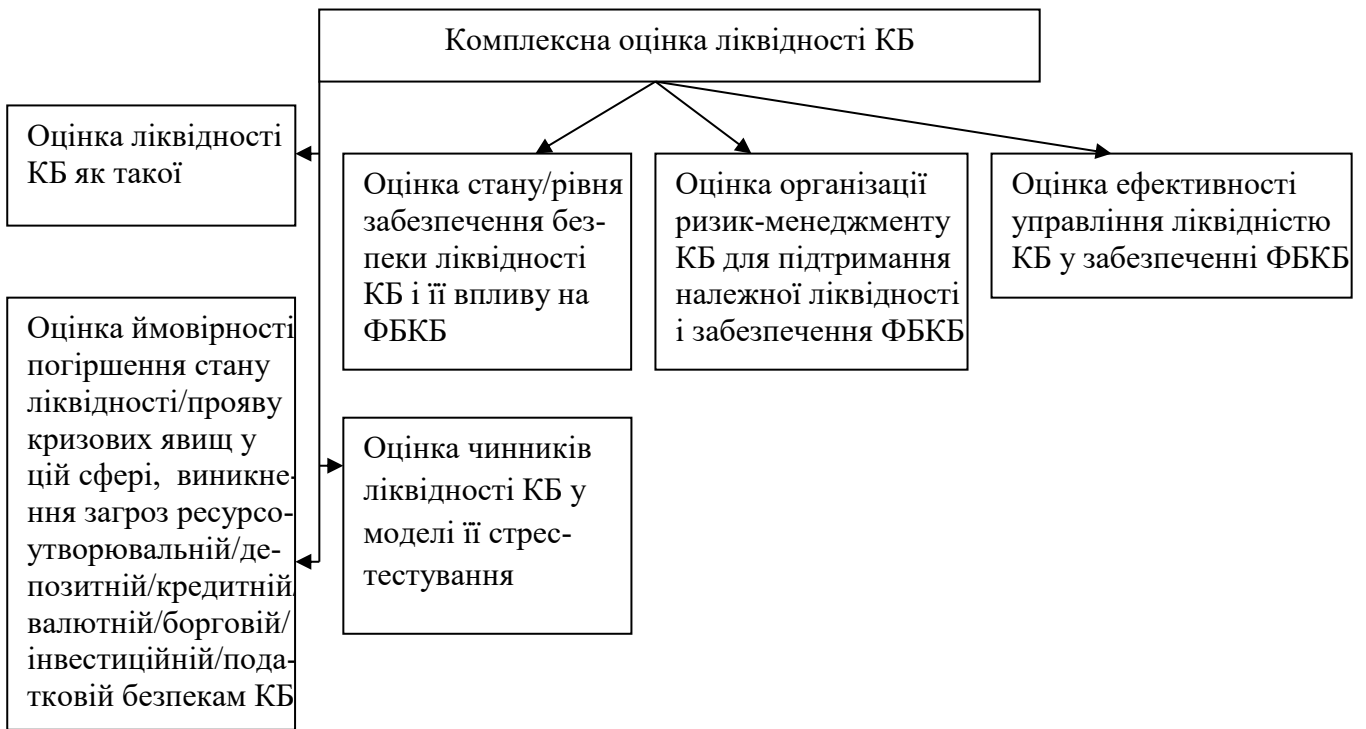 Комплексна оцінка ліквідності КБ
Оцінка ліквідності
КБ як такої
Оцінка стану/рівня
забезпечення без-
пеки ліквідності
КБ і її впливу на
ФБКБ
Оцінка організації
ризик-менеджменту
КБ для підтримання
належної ліквідності
і забезпечення ФБКБ
Оцінка ефективності
управління ліквідністю
КБ у забезпеченні ФБКБ
Оцінка ймовірності
погіршення стану
ліквідності/прояву
кризових явищ у
цій сфері, виникне-
ння загроз ресурсо-
утворювальній/де-
позитній/кредитній/
валютній/борговій/
інвестиційній/пода-
тковій безпекам КБ
Оцінка чинників
ліквідності КБ у
моделі її стрес-
тестування